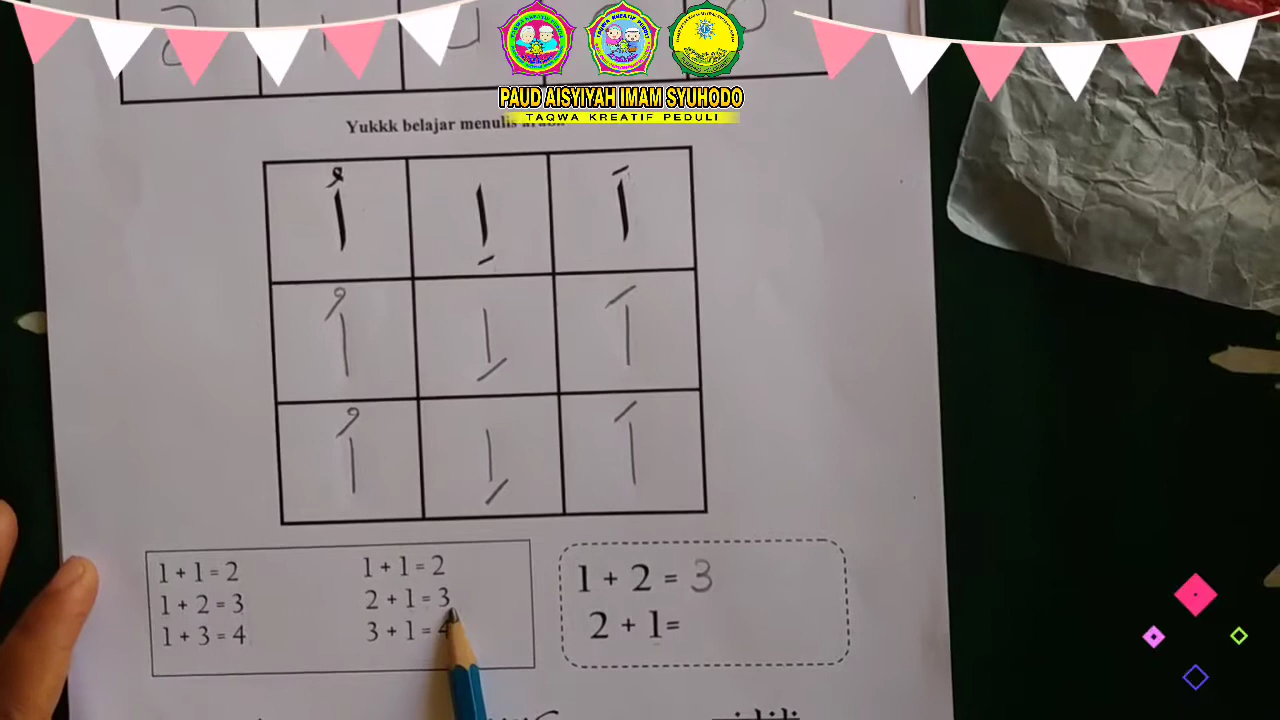 PAUD AISYIYAH IMAM SYUHODO
TAQWA KREATIF PEDULI
Yukkk belajar menulis
اُ اِ اَ
اُ اِ اَ
اُ اِ اَ
1 + 1 = 2 1 + 1 = 2
1 + 2 = 3 2 + 1 = 3
1 + 3 = 4 3 + 1 = 4
1 + 2 = 3
2 + 1=